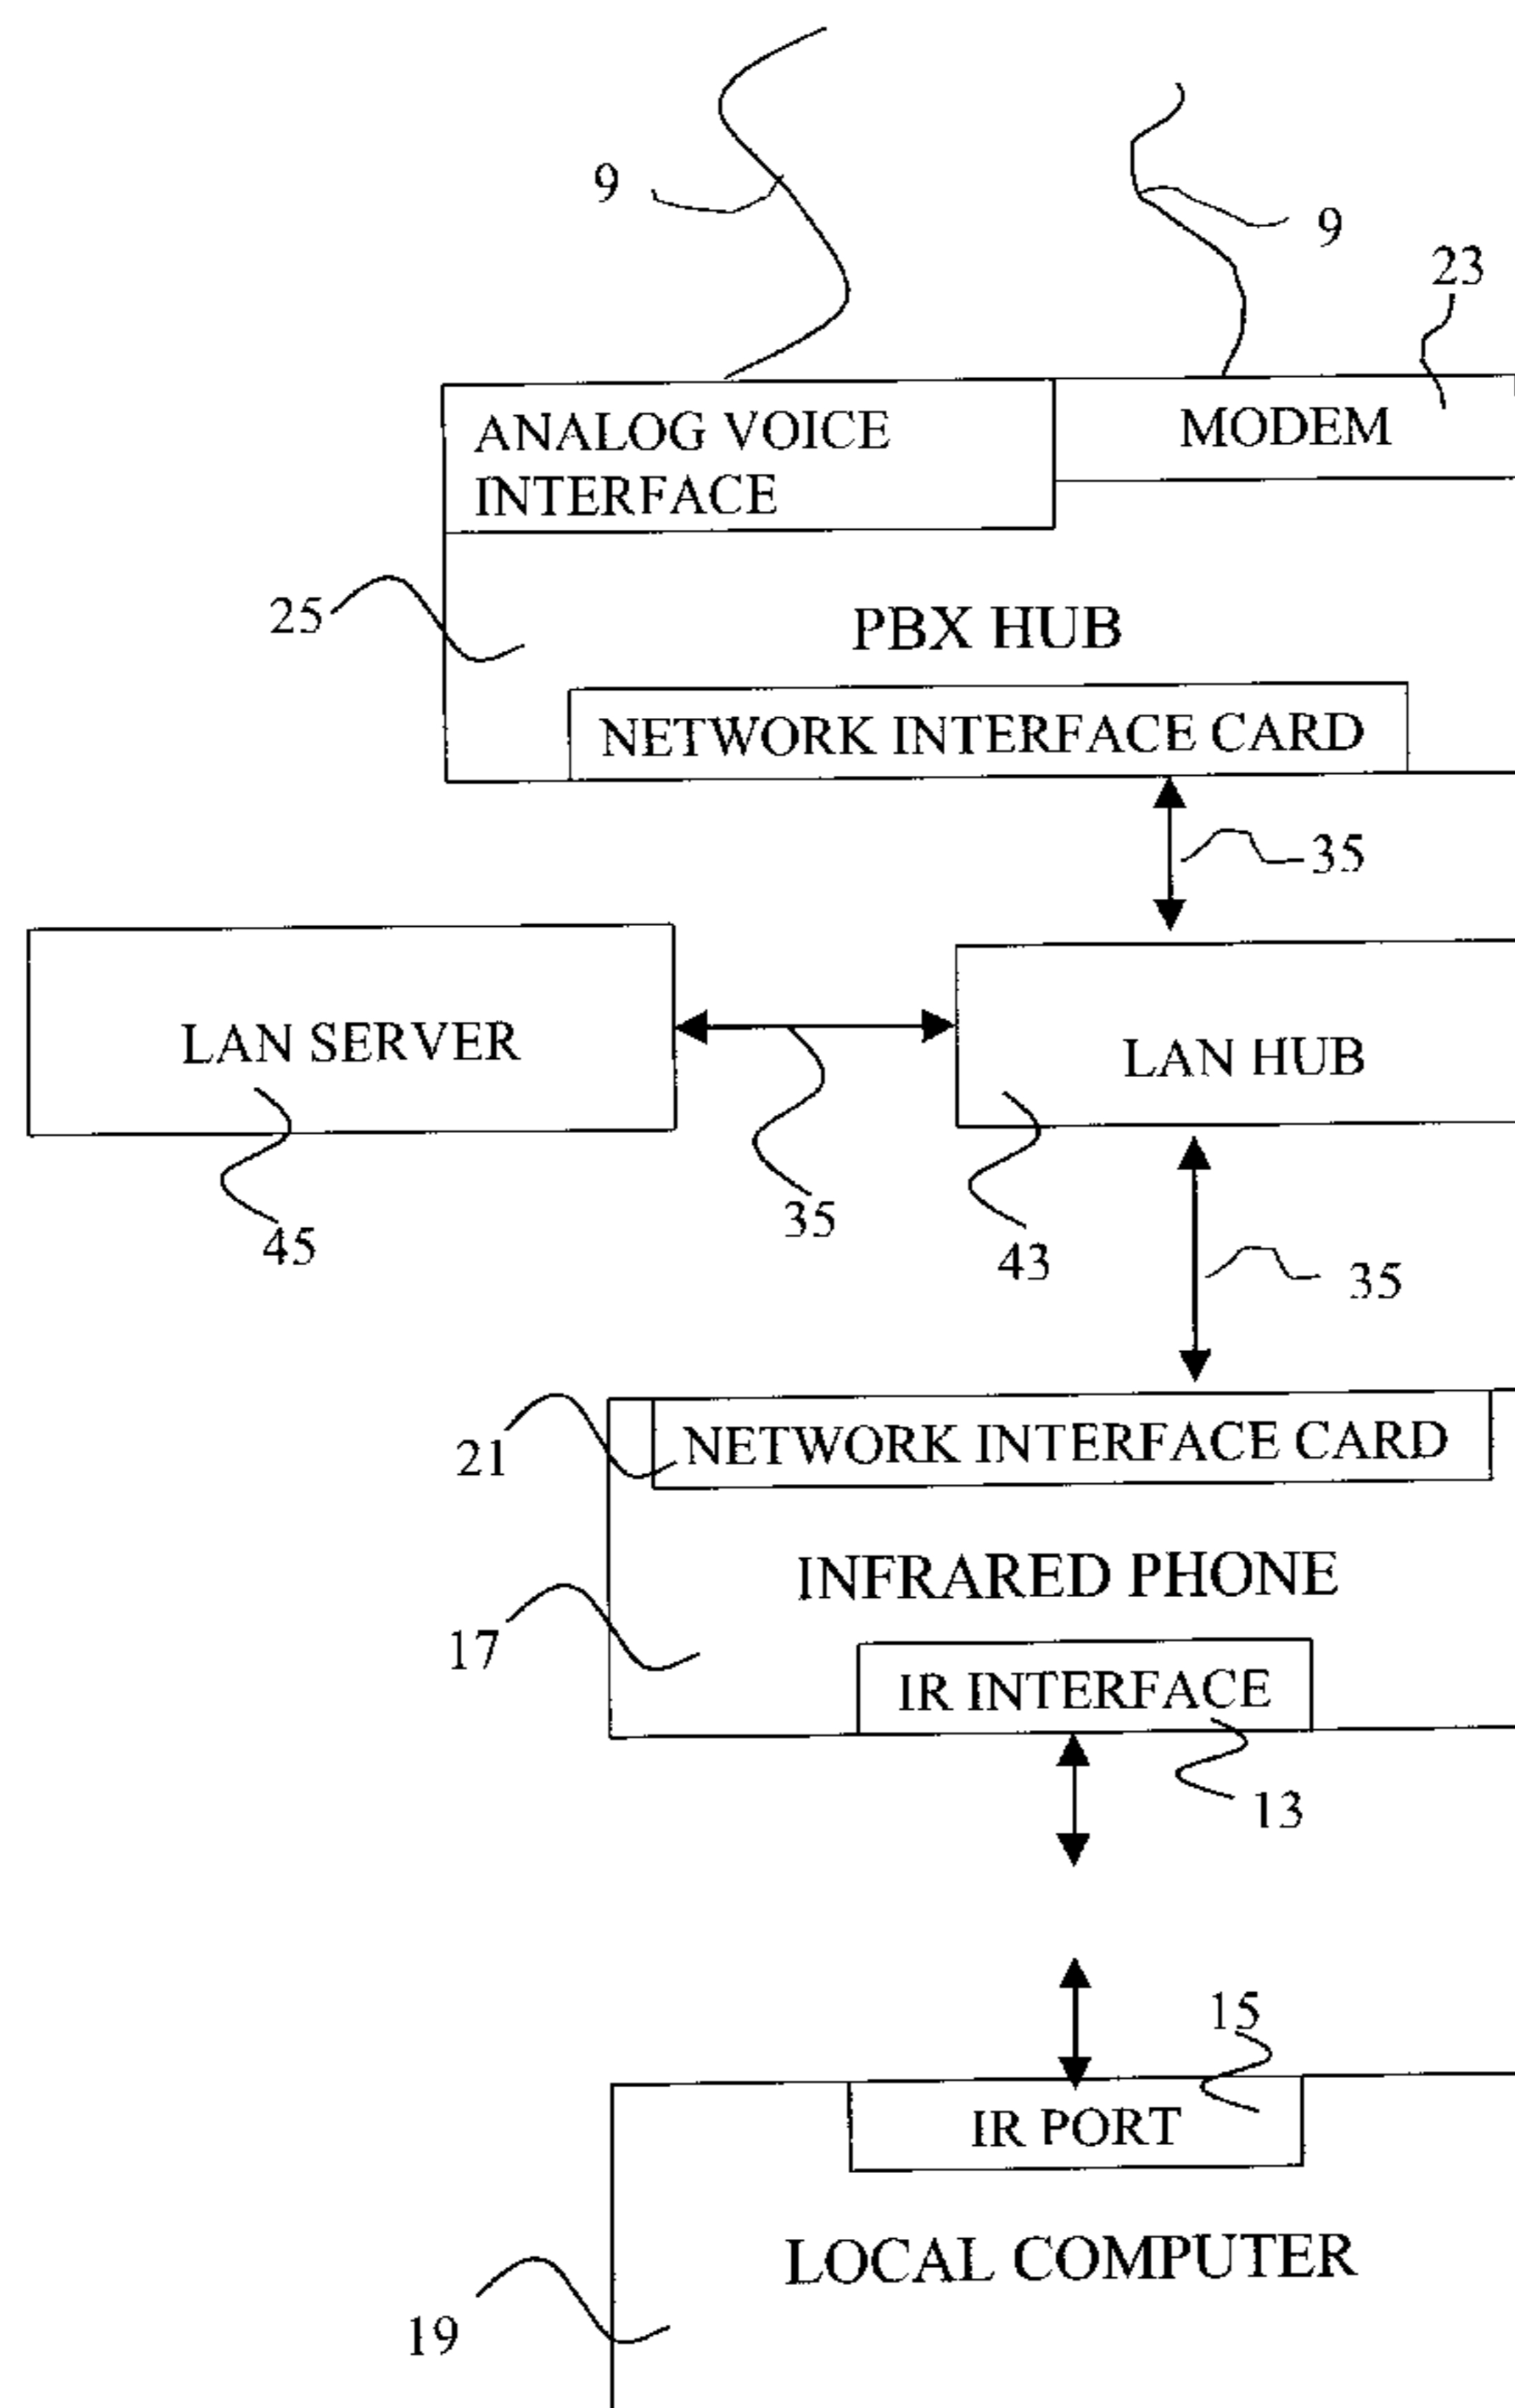 9
9
23
ANALOG VOICE
INTERFACE
MODEM
25
PBX HUB
NETWORK INTERFACE CARD
35
LAN SERVER
LAN HUB
45
35
43
35
21
NETWORK INTERFACE CARD
INFRARED PHONE
17
IR INTERFACE
13
15
IR PORT
LOCAL COMPUTER
19